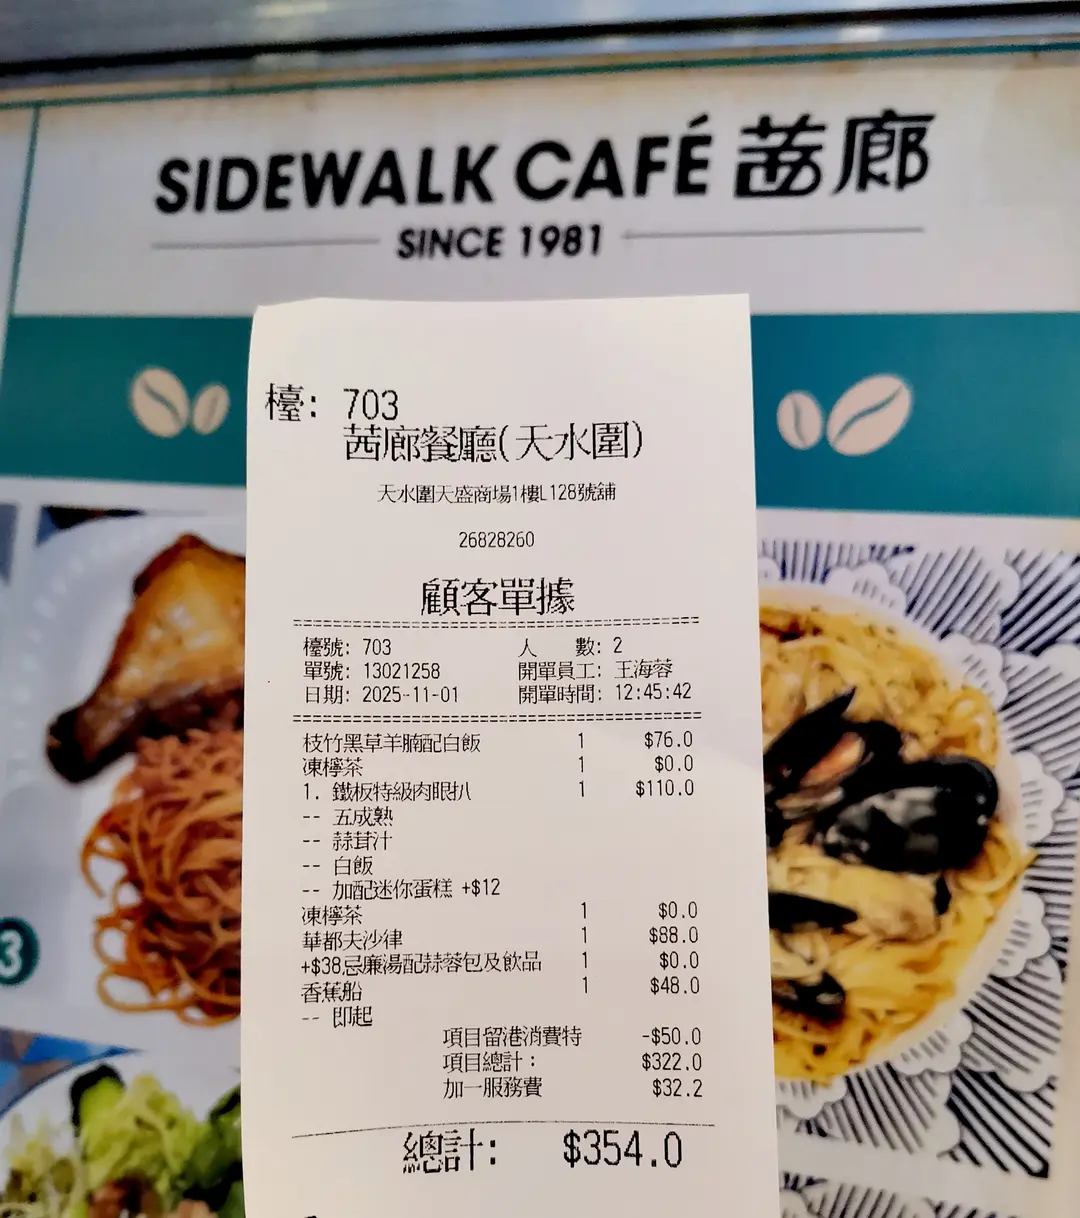 SIDEWALK CAFÉ 茜廊
SINCE 1981
檯: 703
茜廊餐廳(天水圍)
天水圍天盛商場1樓L128號舖
26828260
顧客單據
檯號: 703 人 數: 2
單號: 13021258 開單員工: 王海蓉
日期: 2025-11-01 開單時間: 12:45:42
枝竹黑草羊腩配白飯 1 $76.0
凍檸茶 1 $0.0
1. 鐵板特級肉眼扒 1 $110.0
-- 五成熟
-- 蒜茸汁
-- 白飯
-- 加配迷你蛋糕 +$12
凍檸茶 1 $0.0
華都夫沙律 1 $88.0
+$38,忌廉湯配蒜蓉包及飲品 1 $0.0
香蕉船 1 $48.0
-- 即起
項目留港消費特 -$50.0
項目總計: $322.0
加一服務費 $32.2
總計: $354.0
3